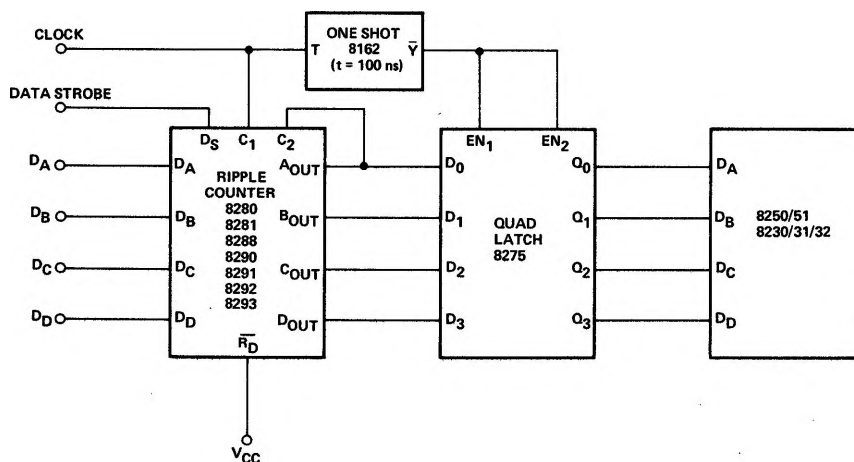 CLOCK
ONE SHOT
8162
(t = 100 ns)
T
Y̅
DATA STROBE
DS
C1
C2
EN1
EN2
DA
DA
AOUT
D0
Q0
DA
RIPPLE
COUNTER
8280
8281
8288
8290
8291
8292
8293
DB
DB
BOUT
D1
QUAD
LATCH
8275
Q1
DB
8250/51
8230/31/32
DC
DC
COUT
D2
Q2
DC
DD
DD
DOUT
D3
Q3
DD
R̅D̅
VCC